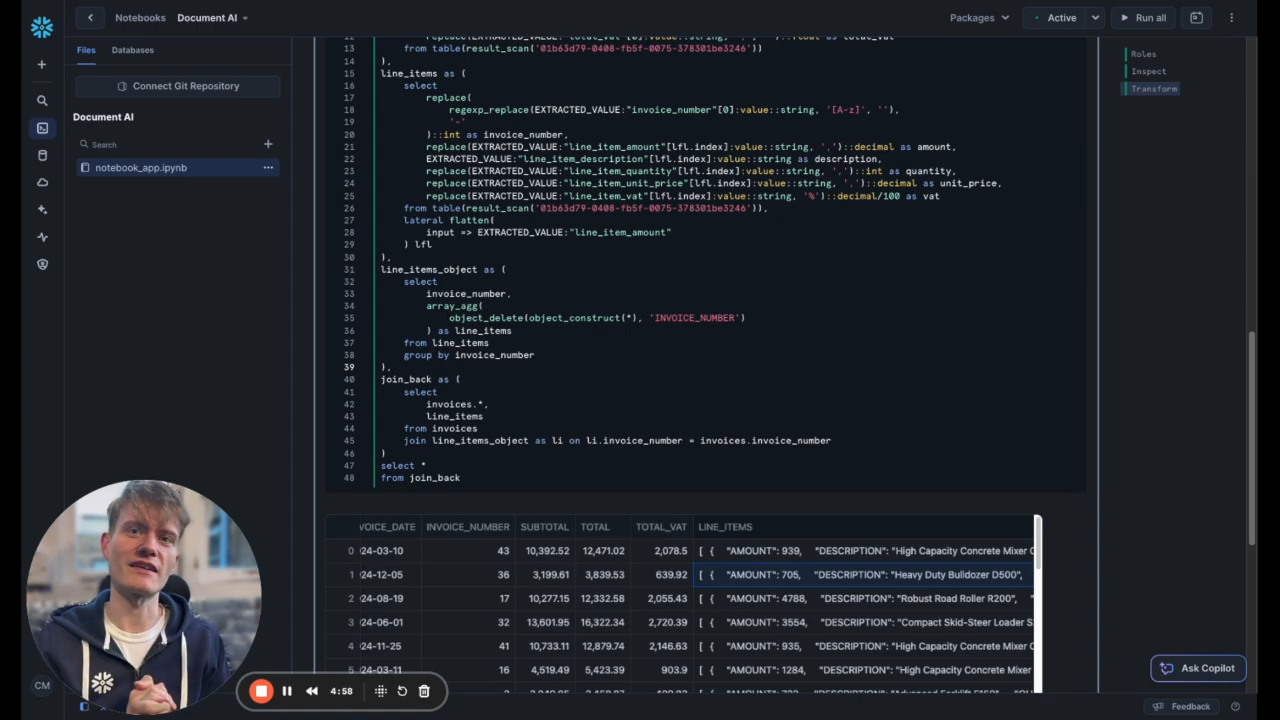 Notebooks Document AI
Packages Active Run all
Files Databases
Connect Git Repository
Document AI
Search
notebook_app.ipynb
12
13 from table(result_scan('01b63d79-0408-fb5f-0075-378301be3246'))
14 ),
15 line_items as (
16 select
17 replace(
18 regexp_replace(EXTRACTED_VALUE:"invoice_number"[0]:value::string, '[A-z]', ''),
19 '-'
20 )::int as invoice_number,
21 replace(EXTRACTED_VALUE:"line_item_amount"[lfl.index]:value::string, ',')::decimal as amount,
22 EXTRACTED_VALUE:"line_item_description"[lfl.index]:value::string as description,
23 replace(EXTRACTED_VALUE:"line_item_quantity"[lfl.index]:value::string, ',')::int as quantity,
24 replace(EXTRACTED_VALUE:"line_item_unit_price"[lfl.index]:value::string, ',')::decimal as unit_price,
25 replace(EXTRACTED_VALUE:"line_item_vat"[lfl.index]:value::string, '%')::decimal/100 as vat
26 from table(result_scan('01b63d79-0408-fb5f-0075-378301be3246')),
27 lateral flatten(
28 input => EXTRACTED_VALUE:"line_item_amount"
29 ) lfl
30 ),
31 line_items_object as (
32 select
33 invoice_number,
34 array_agg(
35 object_delete(object_construct(*), 'INVOICE_NUMBER')
36 ) as line_items
37 from line_items
38 group by invoice_number
39 ),
40 join_back as (
41 select
42 invoices.*,
43 line_items
44 from invoices
45 join line_items_object as li on li.invoice_number = invoices.invoice_number
46 )
47 select *
48 from join_back
VOICE_DATE INVOICE_NUMBER SUBTOTAL TOTAL TOTAL_VAT LINE_ITEMS
0 24-03-10 43 10,392.52 12,471.02 2,078.5 [ { "AMOUNT": 939, "DESCRIPTION": "High Capacity Concrete Mixer C
1 24-12-05 36 3,199.61 3,839.53 639.92 [ { "AMOUNT": 705, "DESCRIPTION": "Heavy Duty Bulldozer D500",
2 24-08-19 17 10,277.15 12,332.58 2,055.43 [ { "AMOUNT": 4788, "DESCRIPTION": "Robust Road Roller R200", "
3 24-06-01 32 13,601.95 16,322.34 2,720.39 [ { "AMOUNT": 3554, "DESCRIPTION": "Compact Skid-Steer Loader S
4 24-11-25 41 10,733.11 12,879.74 2,146.63 [ { "AMOUNT": 935, "DESCRIPTION": "High Capacity Concrete Mixer
5 24-03-11 16 4,519.49 5,423.39 903.9 [ { "AMOUNT": 1284, "DESCRIPTION": "High Capacity Concrete Mixer
Roles
Inspect
Transform
Ask Copilot
CM
4:58
Feedback